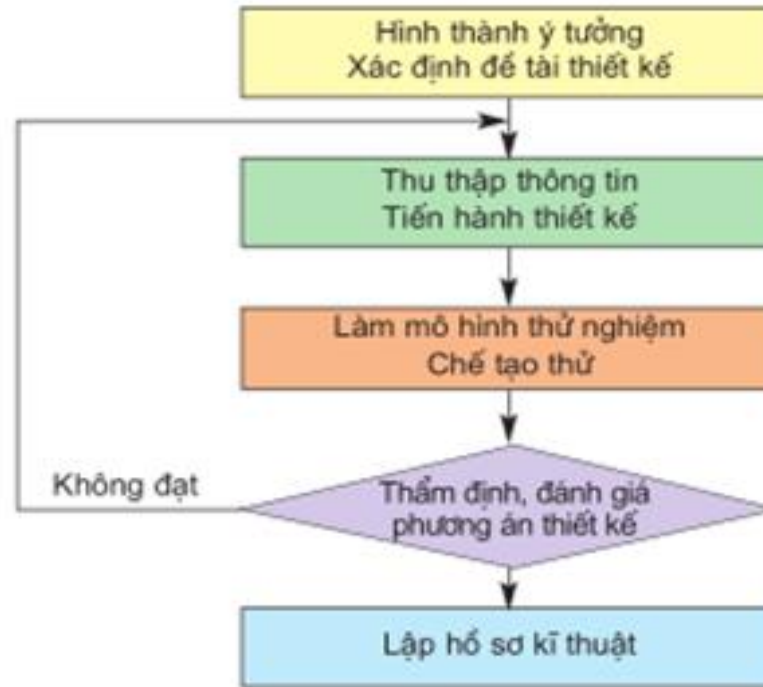 Hình thành ý tưởng
Xác định đề tài thiết kế
Thu thập thông tin
Tiến hành thiết kế
Làm mô hình thử nghiệm
Chế tạo thử
Không đạt
Thẩm định, đánh giá
phương án thiết kế
Lập hồ sơ kĩ thuật